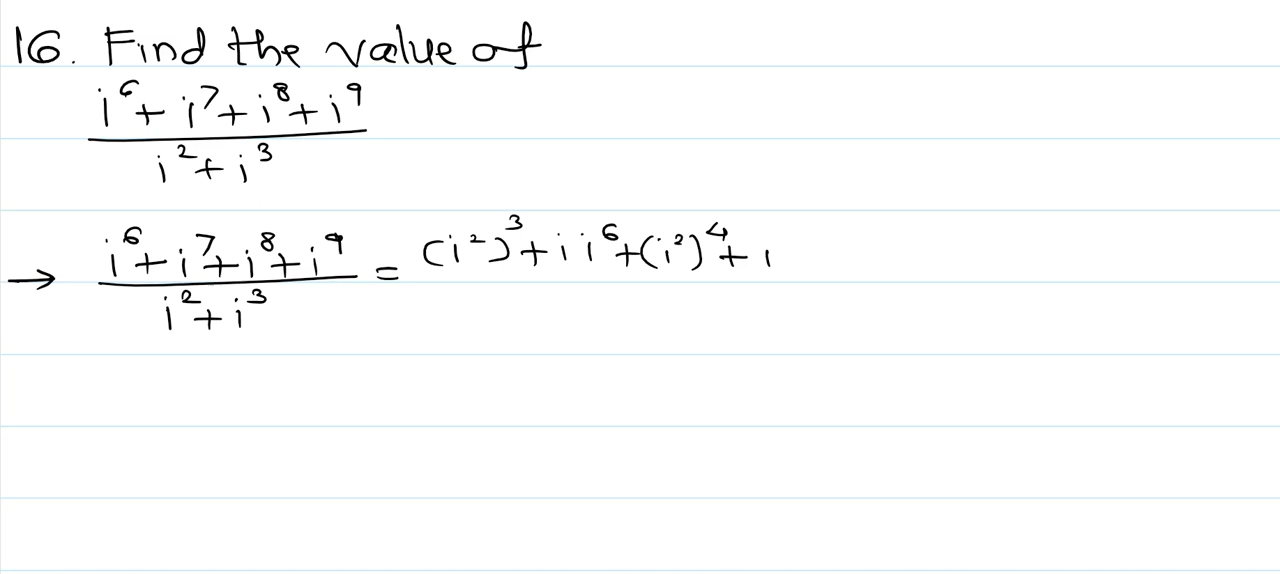 16. Find the value of
i⁶ + i⁷ + i⁸ + i⁹
i² + i³
→ i⁶ + i⁷ + i⁸ + i⁹ = (i²)³ + i i⁶ + (i²)⁴ + i
i² + i³